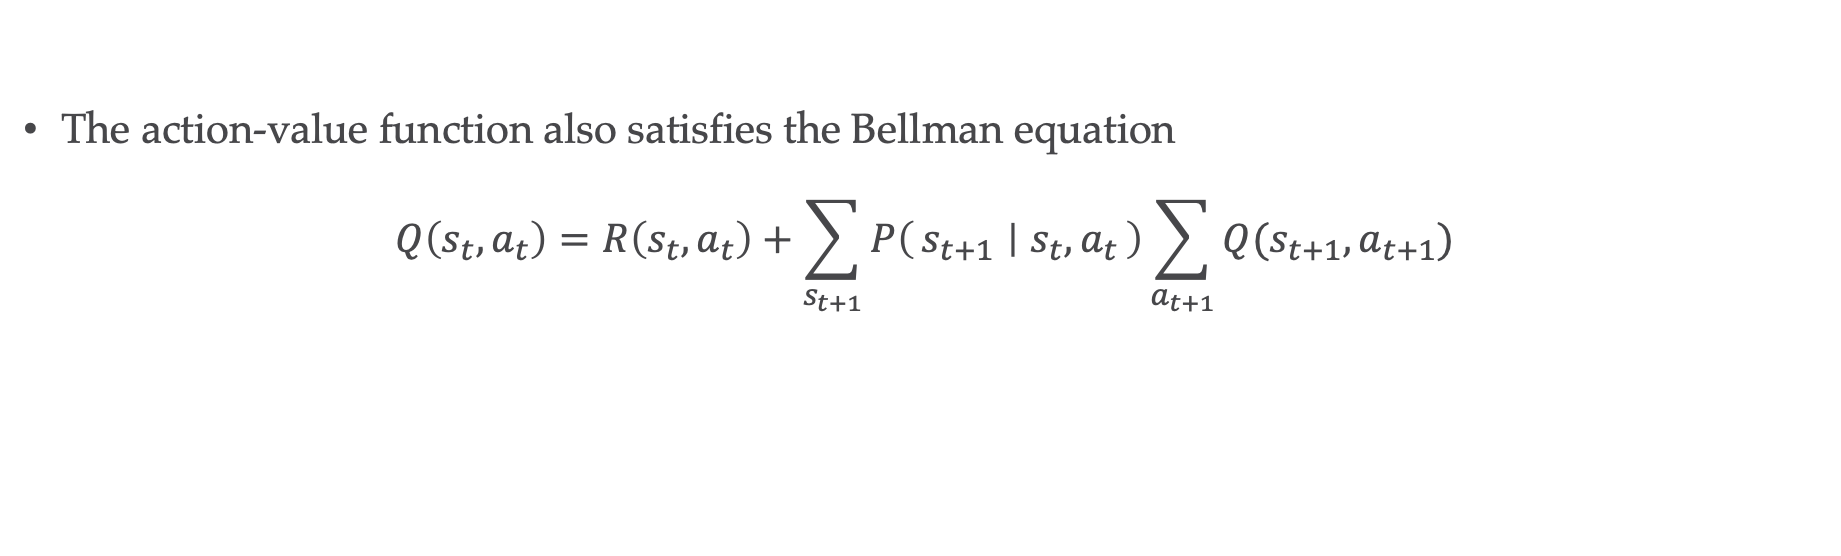 • The action-value function also satisfies the Bellman equation
Q(s_t, a_t) = R(s_t, a_t) + ∑_{s_{t+1}} P( s_{t+1} | s_t, a_t ) ∑_{a_{t+1}} Q(s_{t+1}, a_{t+1})